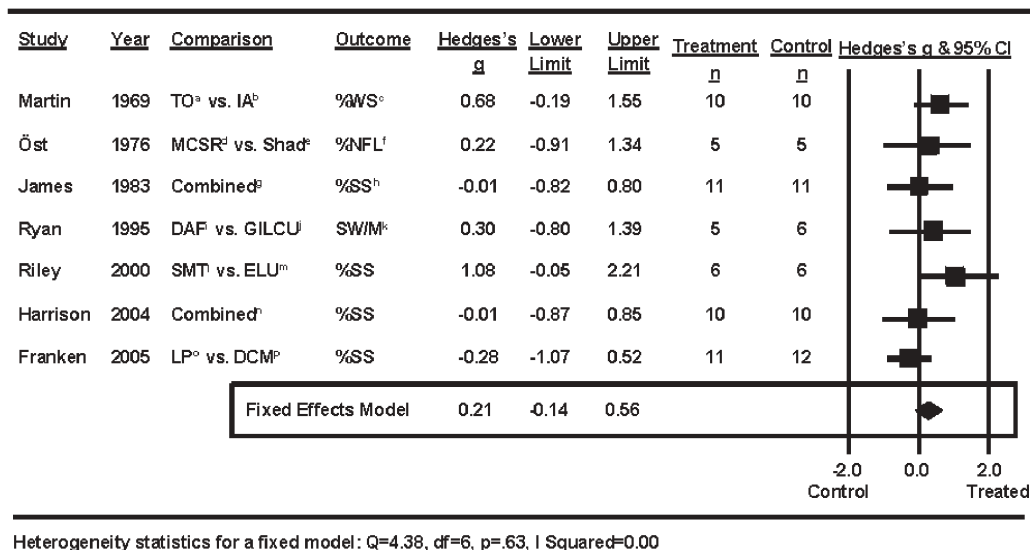 Study Year Comparison Outcome Hedges's g Lower Limit Upper Limit Treatment n Control n Hedges's g & 95% CI
Martin 1969 TOᵃ vs. IAᵇ %WSᶜ 0.68 -0.19 1.55 10 10
Öst 1976 MCSRᵈ vs. Shadᵉ %NFLᶠ 0.22 -0.91 1.34 5 5
James 1983 Combinedᵍ %SSʰ -0.01 -0.82 0.80 11 11
Ryan 1995 DAFⁱ vs. GILCUʲ SW/Mᵏ 0.30 -0.80 1.39 5 6
Riley 2000 SMTˡ vs. ELUᵐ %SS 1.08 -0.05 2.21 6 6
Harrison 2004 Combinedⁿ %SS -0.01 -0.87 0.85 10 10
Franken 2005 LPᵒ vs. DCMᵖ %SS -0.28 -1.07 0.52 11 12
Fixed Effects Model 0.21 -0.14 0.56
-2.0 0.0 2.0
Control Treated
Heterogeneity statistics for a fixed model: Q=4.38, df=6, p=.63, I Squared=0.00